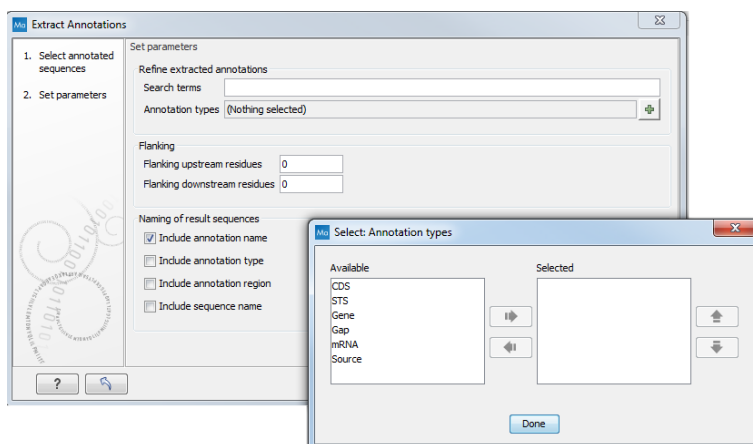 Ma Extract Annotations
1. Select annotated
sequences
2. Set parameters
Set parameters
Refine extracted annotations
Search terms
Annotation types (Nothing selected)
Flanking
Flanking upstream residues 0
Flanking downstream residues 0
Naming of result sequences
Include annotation name
Include annotation type
Include annotation region
Include sequence name
?
Ma Select: Annotation types
Available Selected
CDS
STS
Gene
Gap
mRNA
Source
Done